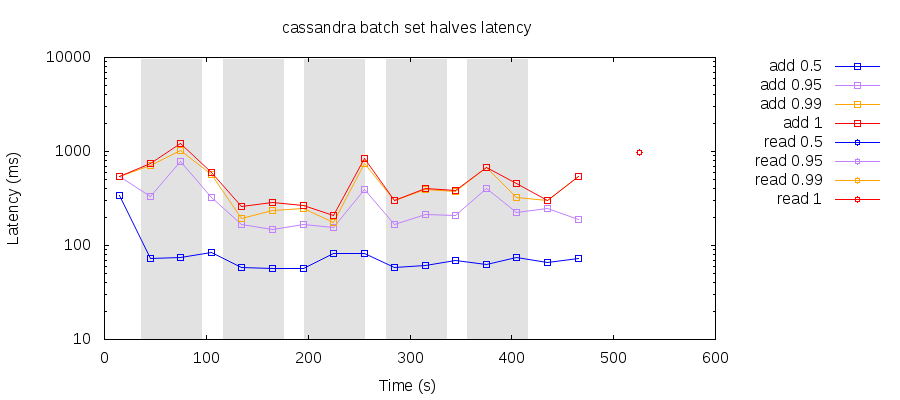 cassandra batch set halves latency
10000
1000
100
10
0 100 200 300 400 500 600
Latency (ms)
Time (s)
add 0.5
add 0.95
add 0.99
add 1
read 0.5
read 0.95
read 0.99
read 1